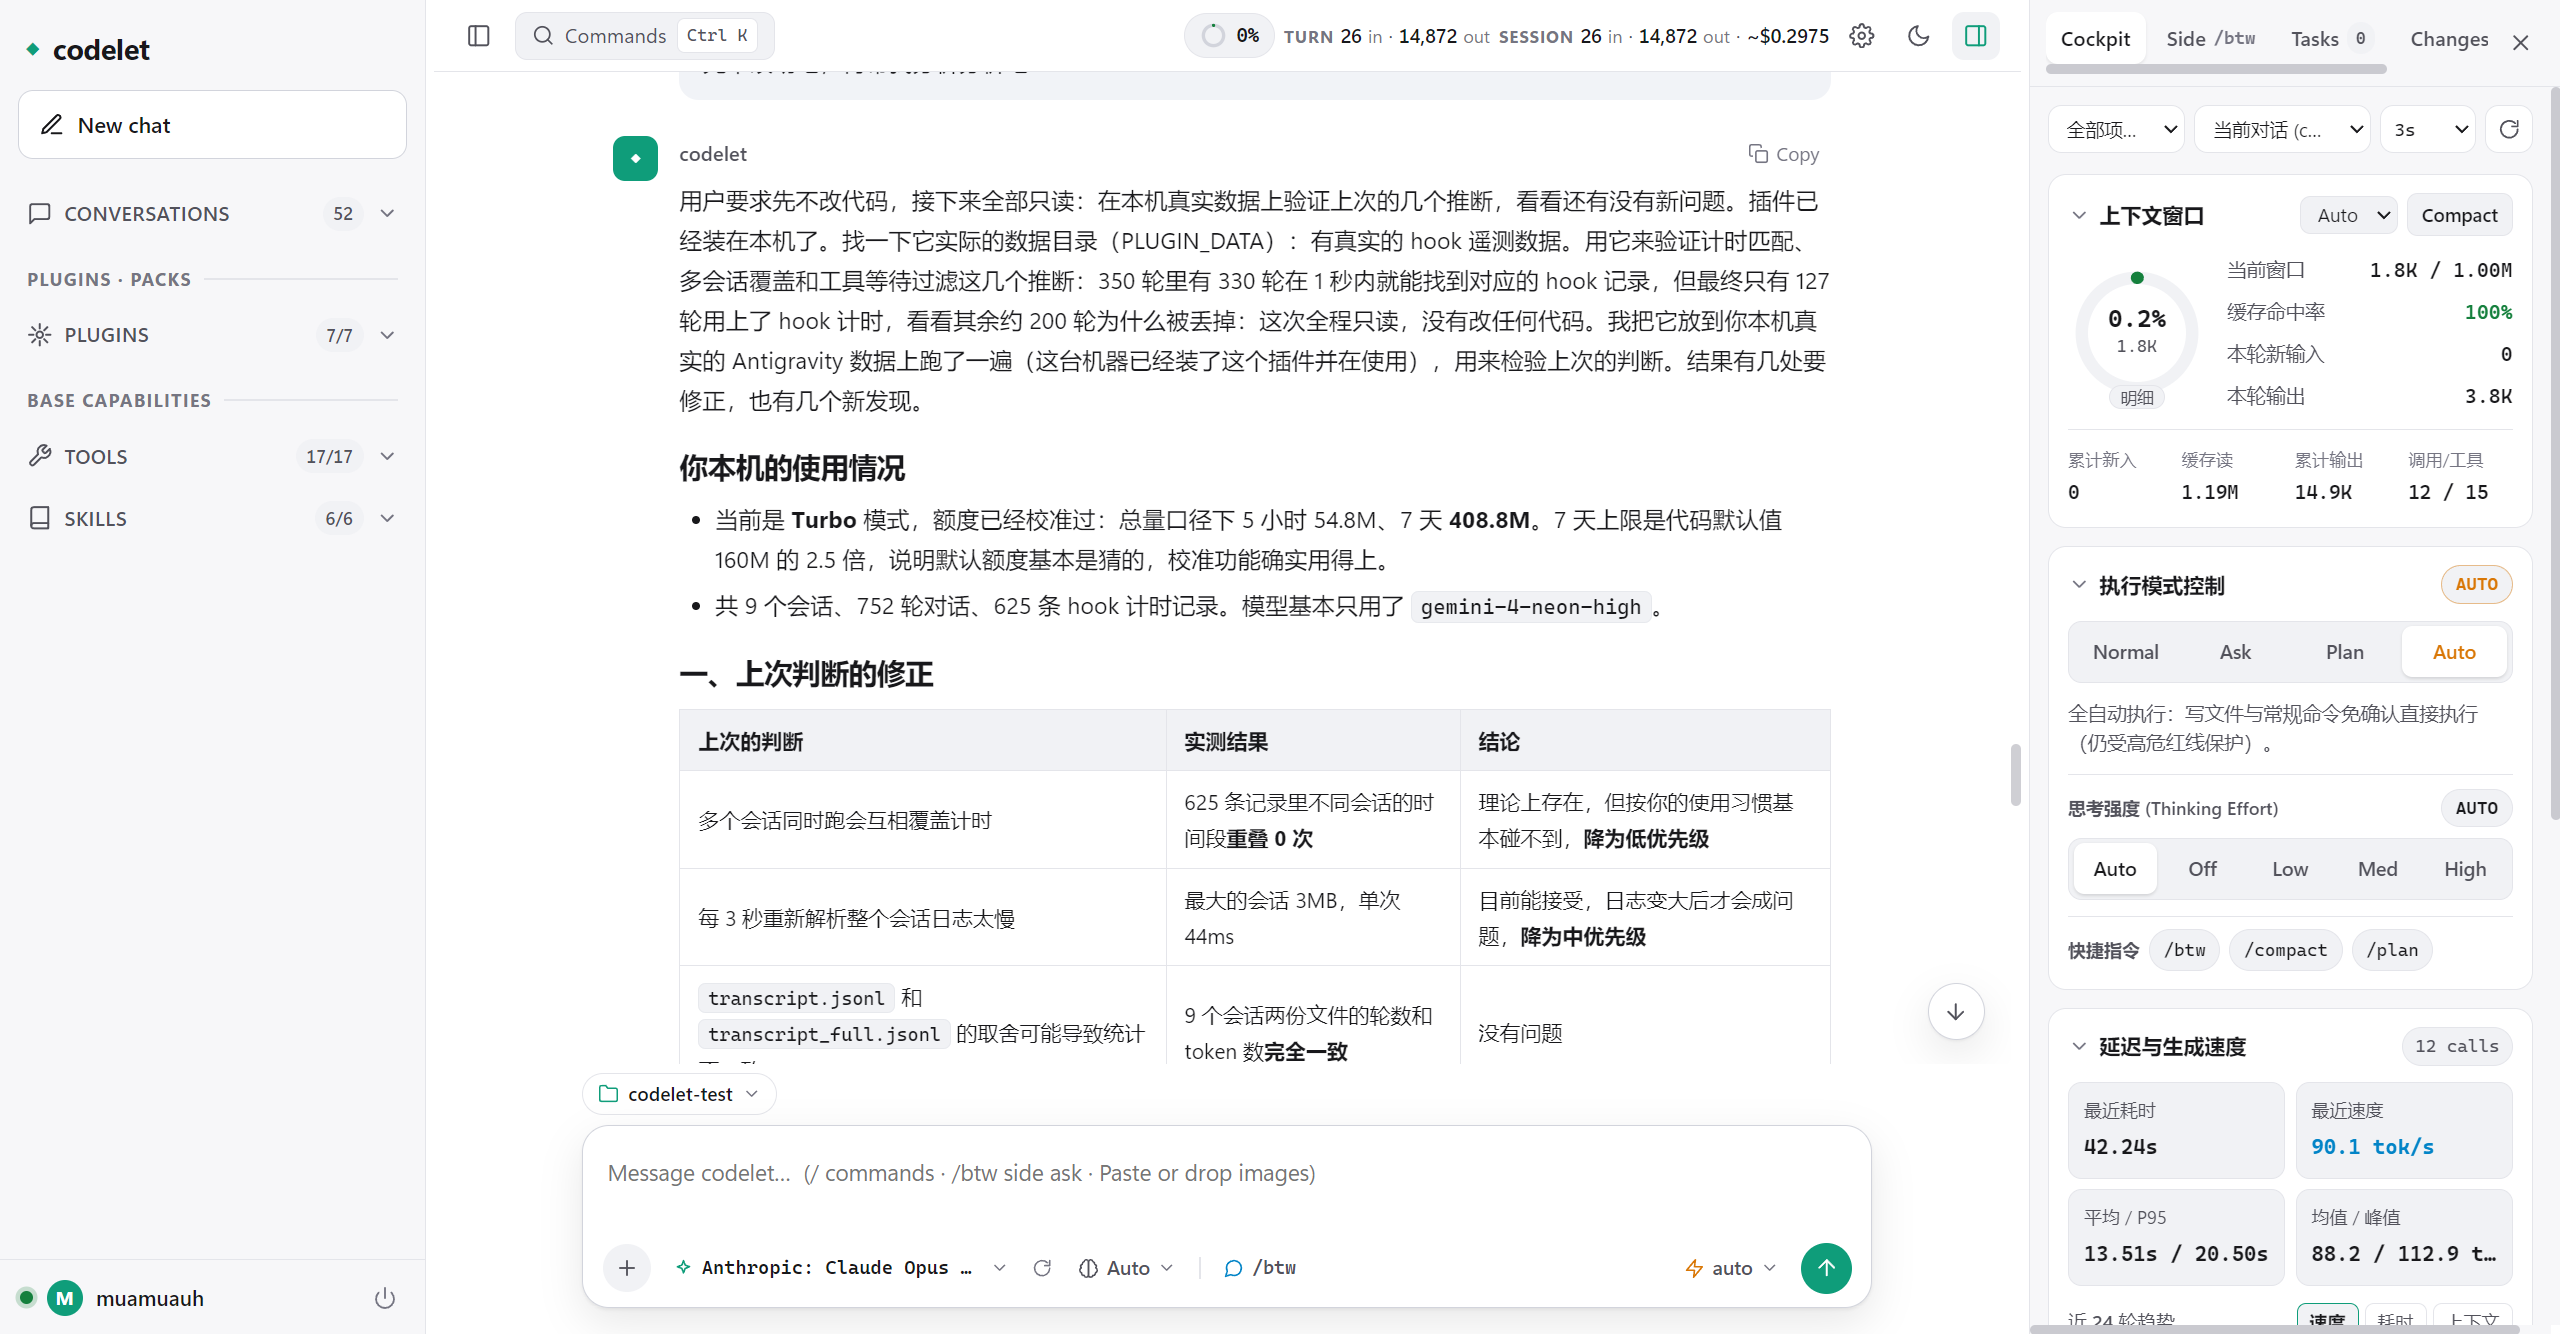 codelet
New chat
CONVERSATIONS 52
PLUGINS · PACKS
PLUGINS 7/7
BASE CAPABILITIES
TOOLS 17/17
SKILLS 6/6
M muamuauh
Commands Ctrl K
0% TURN 26 in · 14,872 out SESSION 26 in · 14,872 out · ~$0.2975
codelet
Copy
用户要求先不改代码，接下来全部只读：在本机真实数据上验证上次的几个推断，看看还有没有新问题。插件已
经装在本机了。找一下它实际的数据目录（PLUGIN_DATA）：有真实的 hook 遥测数据。用它来验证计时匹配、
多会话覆盖和工具等待过滤这几个推断：350 轮里有 330 轮在 1 秒内就能找到对应的 hook 记录，但最终只有 127
轮用上了 hook 计时，看看其余约 200 轮为什么被丢掉：这次全程只读，没有改任何代码。我把它放到你本机真
实的 Antigravity 数据上跑了一遍（这台机器已经装了这个插件并在使用），用来检验上次的判断。结果有几处要
修正，也有几个新发现。
你本机的使用情况
• 当前是 Turbo 模式，额度已经校准过：总量口径下 5 小时 54.8M、7 天 408.8M。7 天上限是代码默认值
160M 的 2.5 倍，说明默认额度基本是猜的，校准功能确实用得上。
• 共 9 个会话、752 轮对话、625 条 hook 计时记录。模型基本只用了 gemini-4-neon-high 。
一、上次判断的修正
上次的判断 实测结果 结论
多个会话同时跑会互相覆盖计时
625 条记录里不同会话的时
间段重叠 0 次
理论上存在，但按你的使用习惯基
本碰不到，降为低优先级
每 3 秒重新解析整个会话日志太慢
最大的会话 3MB，单次
44ms
目前能接受，日志变大后才会成问
题，降为中优先级
transcript.jsonl 和
transcript_full.jsonl 的取舍可能导致统计
9 个会话两份文件的轮数和
token 数完全一致
没有问题
codelet-test
Message codelet... (/ commands · /btw side ask · Paste or drop images)
Anthropic: Claude Opus …
Auto
/btw
auto
Cockpit Side /btw Tasks 0 Changes
全部项... 当前对话 (c... 3s
上下文窗口 Auto Compact
0.2%
1.8K
明细
当前窗口 1.8K / 1.00M
缓存命中率 100%
本轮新输入 0
本轮输出 3.8K
累计新入 缓存读 累计输出 调用/工具
0 1.19M 14.9K 12 / 15
执行模式控制 AUTO
Normal Ask Plan Auto
全自动执行：写文件与常规命令免确认直接执行
（仍受高危红线保护）。
思考强度 (Thinking Effort) AUTO
Auto Off Low Med High
快捷指令 /btw /compact /plan
延迟与生成速度 12 calls
最近耗时
42.24s
最近速度
90.1 tok/s
平均 / P95
13.51s / 20.50s
均值 / 峰值
88.2 / 112.9 t…
近 24 轮趋势 速度 耗时 上下文